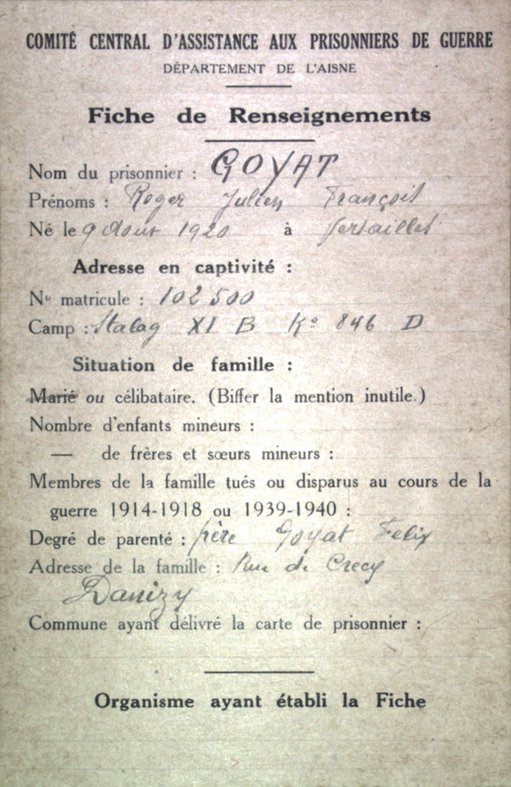 COMITÉ CENTRAL D'ASSISTANCE AUX PRISONNIERS DE GUERRE
DÉPARTEMENT DE L'AISNE
Fiche de Renseignements
Nom du prisonnier : GOYAT
Prénoms : Roger Julien François
Né le 9 Aout 1920 à Versailles
Adresse en captivité :
No matricule : 102500
Camp : Stalag XI B Ko 846 D
Situation de famille :
Marié ou célibataire. (Biffer la mention inutile.)
Nombre d'enfants mineurs :
— de frères et sœurs mineurs :
Membres de la famille tués ou disparus au cours de la
guerre 1914-1918 ou 1939-1940 :
Degré de parenté : frère Goyat Felix
Adresse de la famille : Rue de Crecy
Danizy
Commune ayant délivré la carte de prisonnier :
Organisme ayant établi la Fiche